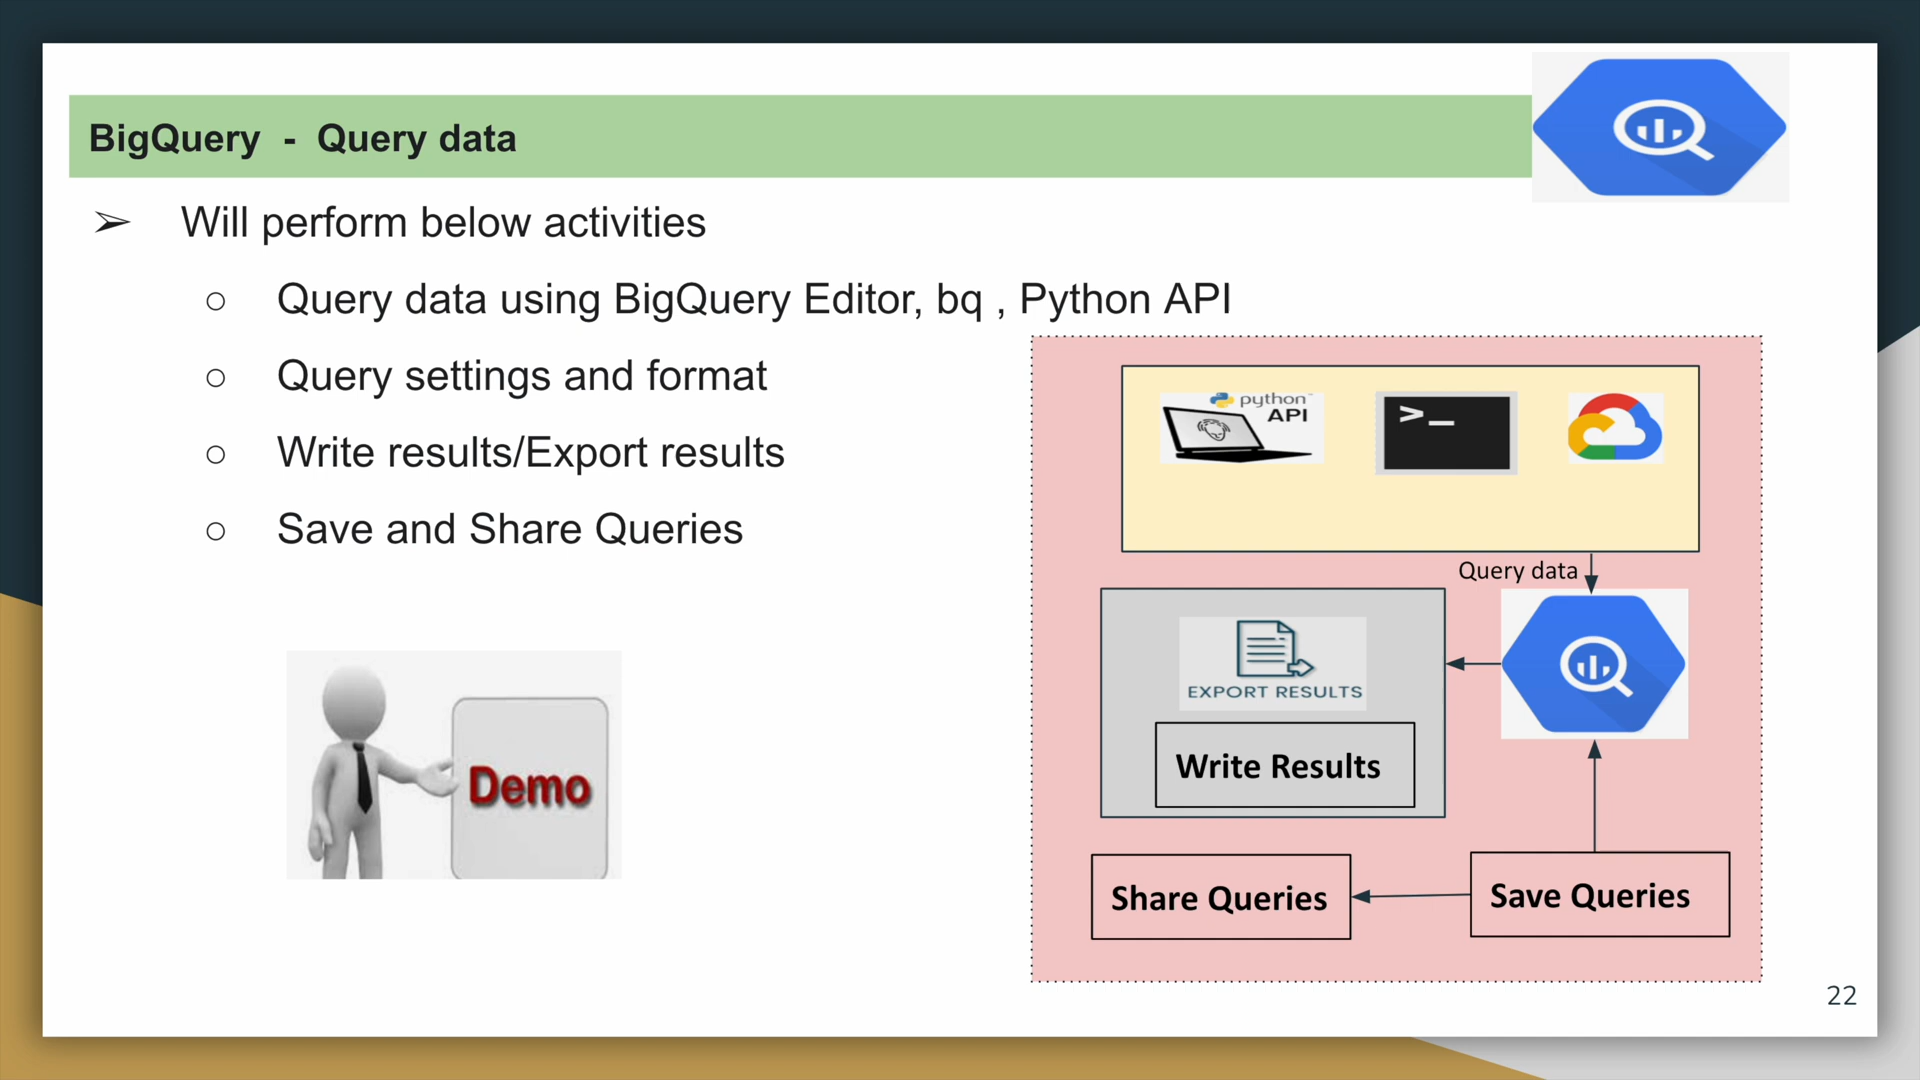 BigQuery - Query data
➢ Will perform below activities
○ Query data using BigQuery Editor, bq , Python API
○ Query settings and format
○ Write results/Export results
○ Save and Share Queries
python
API
>_
Query data
EXPORT RESULTS
Write Results
Demo
Share Queries
Save Queries
22